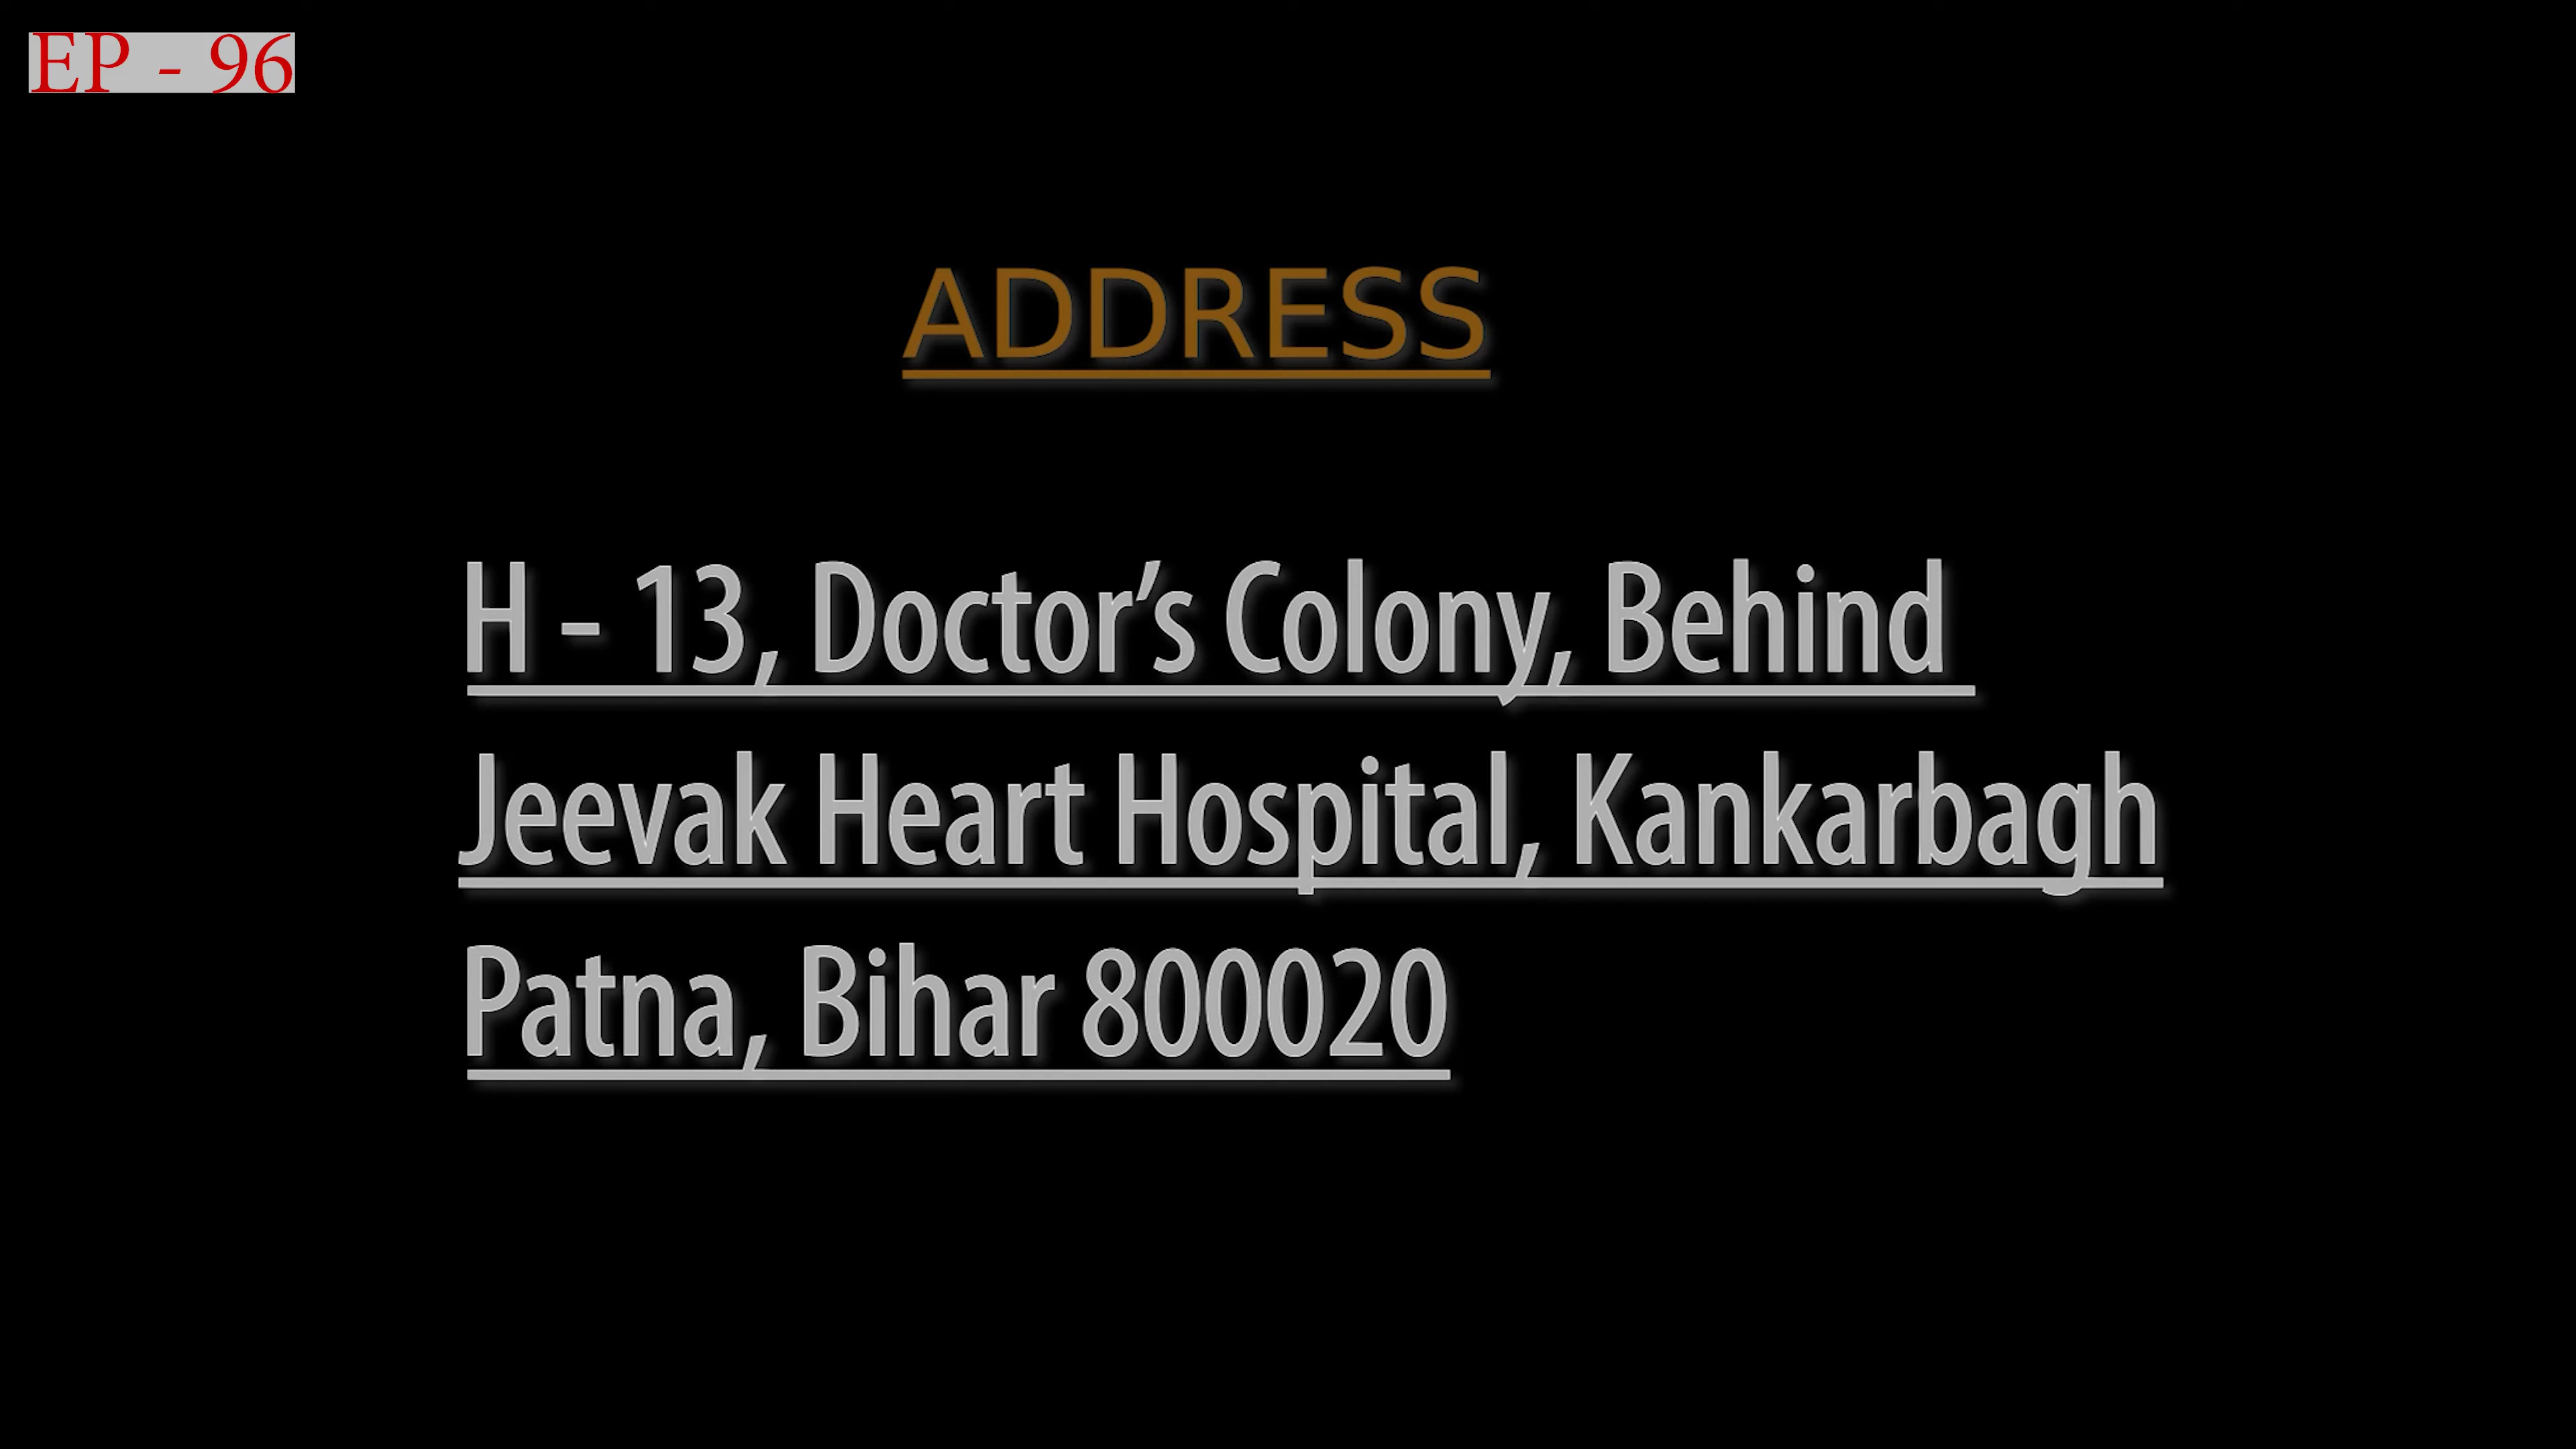 EP - 96
ADDRESS
H - 13, Doctor’s Colony, Behind
Jeevak Heart Hospital, Kankarbagh
Patna, Bihar 800020